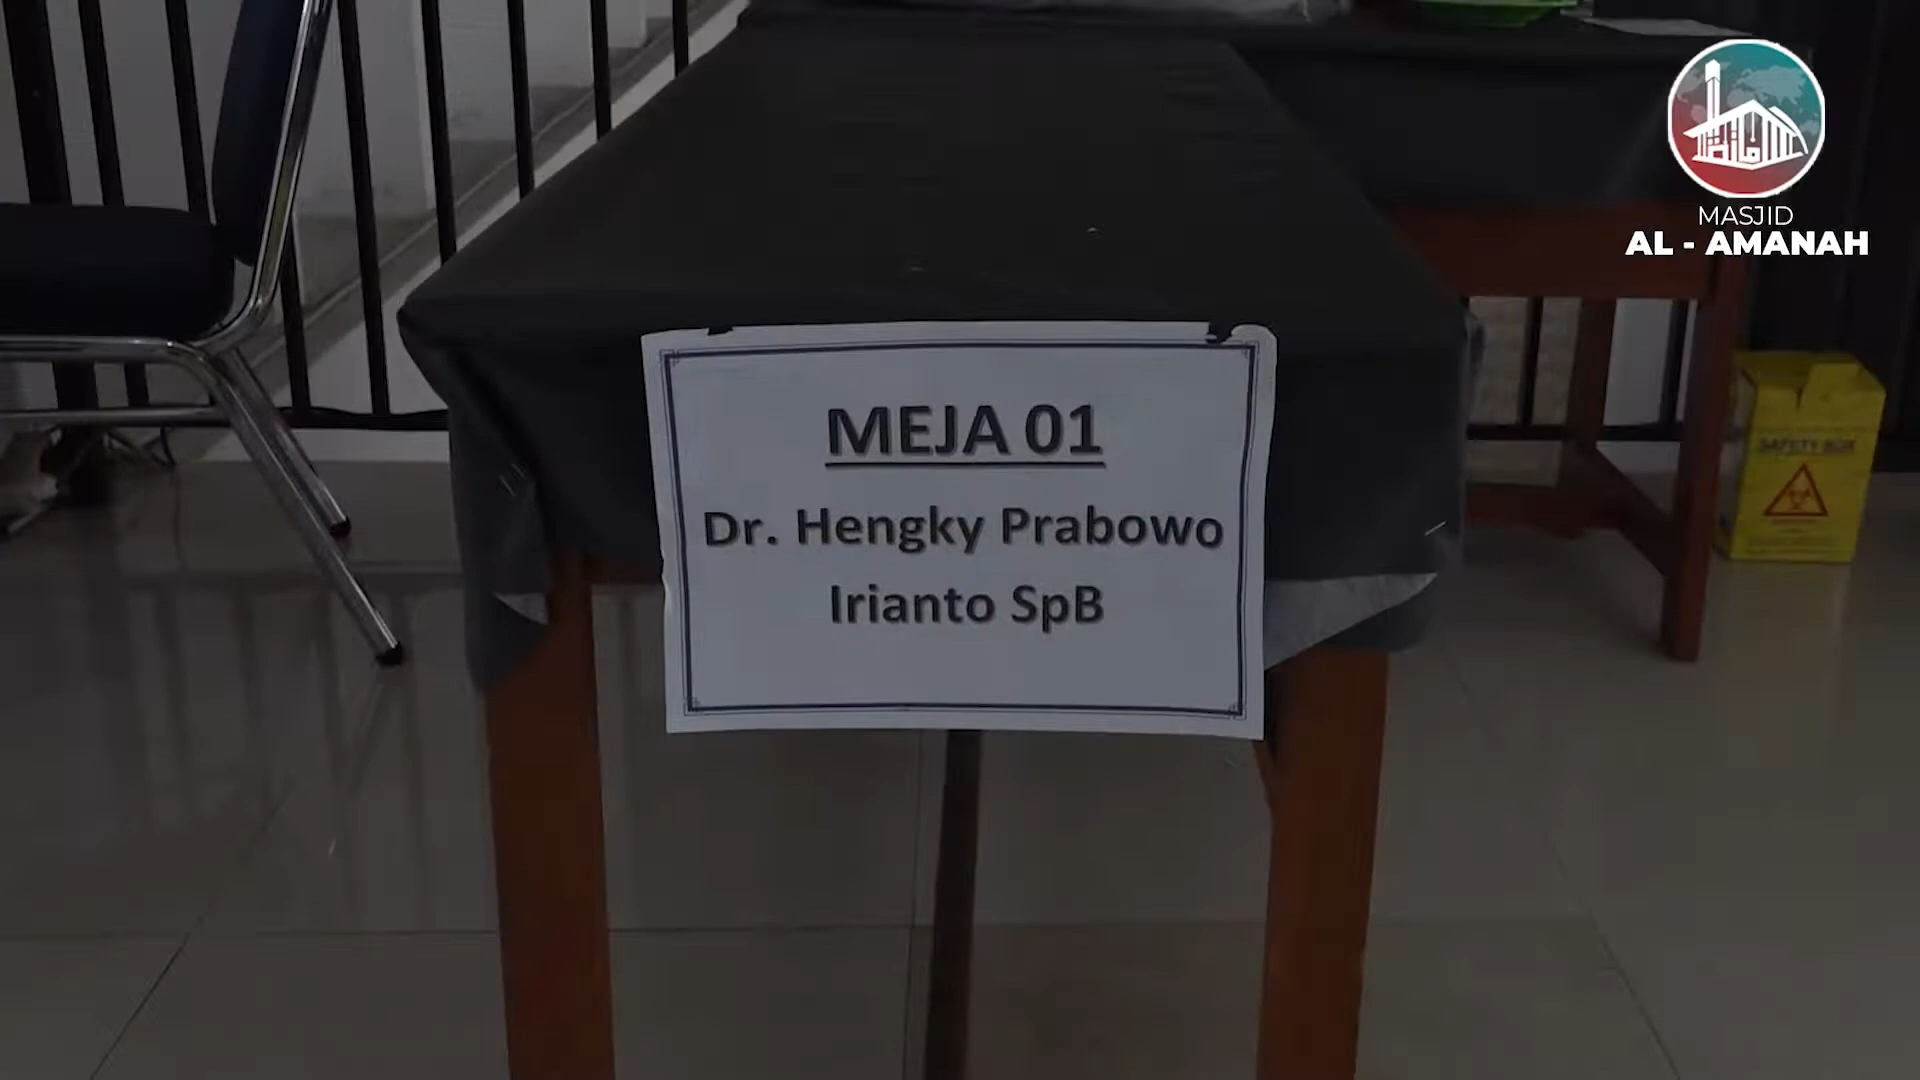 MASJID
AL - AMANAH
MEJA 01
Dr. Hengky Prabowo
Irianto SpB
SAFETY BOX